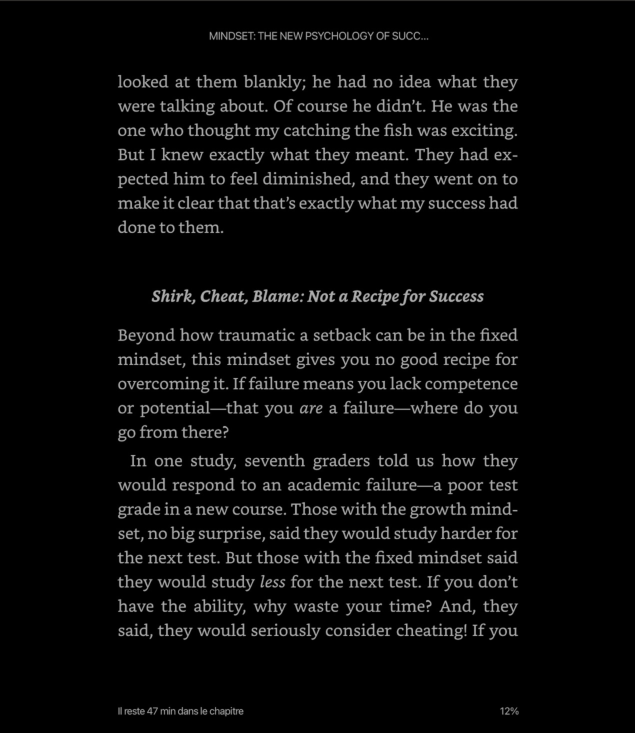 MINDSET: THE NEW PSYCHOLOGY OF SUCC...
looked at them blankly; he had no idea what they
were talking about. Of course he didn't. He was the
one who thought my catching the fish was exciting.
But I knew exactly what they meant. They had ex-
pected him to feel diminished, and they went on to
make it clear that that's exactly what my success had
done to them.
Shirk, Cheat, Blame: Not a Recipe for Success
Beyond how traumatic a setback can be in the fixed
mindset, this mindset gives you no good recipe for
overcoming it. If failure means you lack competence
or potential—that you are a failure—where do you
go from there?
In one study, seventh graders told us how they
would respond to an academic failure—a poor test
grade in a new course. Those with the growth mind-
set, no big surprise, said they would study harder for
the next test. But those with the fixed mindset said
they would study less for the next test. If you don't
have the ability, why waste your time? And, they
said, they would seriously consider cheating! If you
Il reste 47 min dans le chapitre
12%